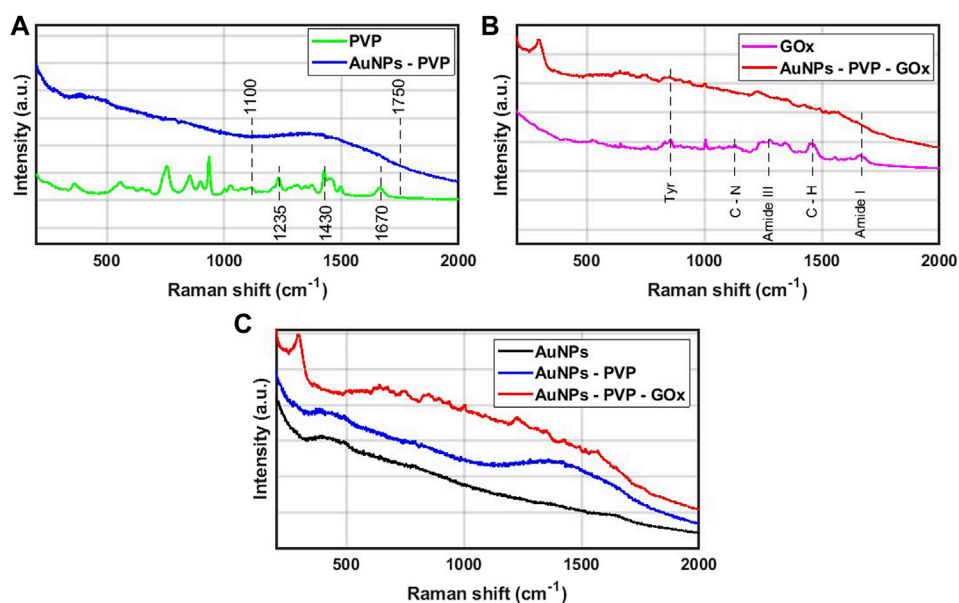 A
PVP
AuNPs - PVP
1100
1750
1235
1430
1670
Intensity (a.u.)
500
1000
1500
2000
Raman shift (cm⁻¹)
B
GOx
AuNPs - PVP - GOx
Tyr
C - N
Amide III
C - H
Amide I
Intensity (a.u.)
500
1000
1500
2000
Raman shift (cm⁻¹)
C
AuNPs
AuNPs - PVP
AuNPs - PVP - GOx
Intensity (a.u.)
500
1000
1500
2000
Raman shift (cm⁻¹)